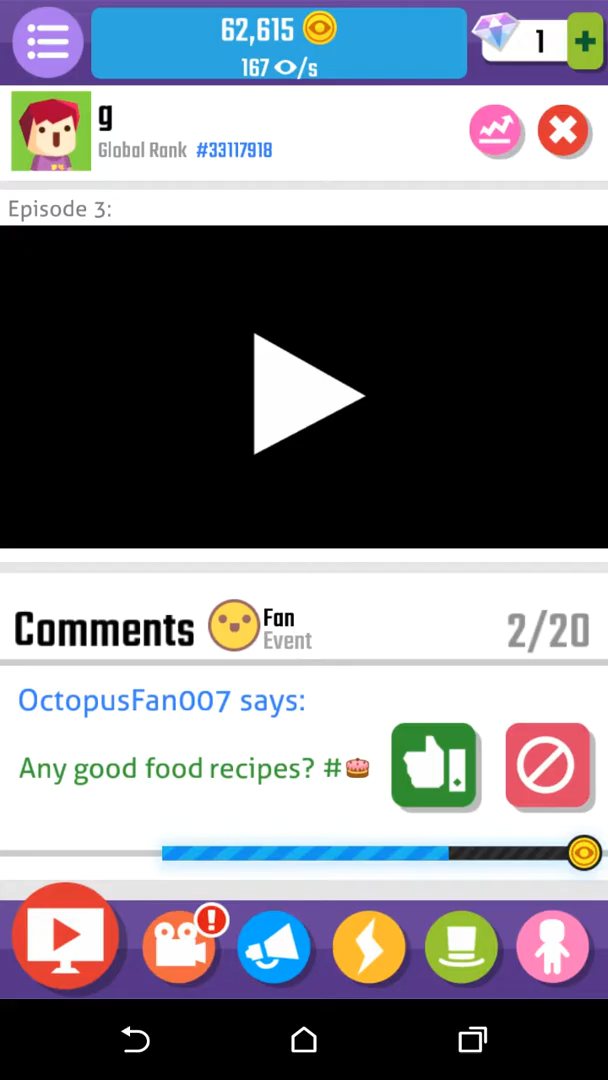 62,615
167 /s
1
g
Global Rank #33117918
Episode 3:
Comments
Fan
Event
2/20
OctopusFan007 says:
Any good food recipes? #🎂